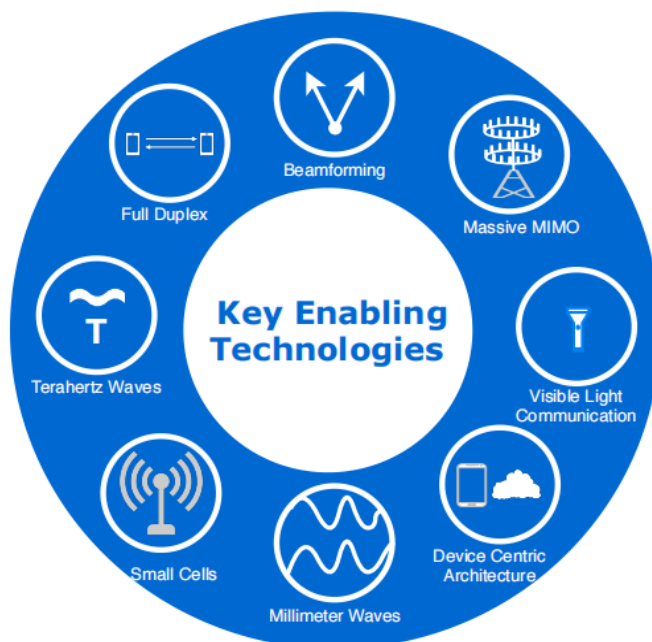 Beamforming
Full Duplex
Massive MIMO
Key Enabling
Technologies
T
Terahertz Waves
Visible Light
Communication
Small Cells
Device Centric
Architecture
Millimeter Waves